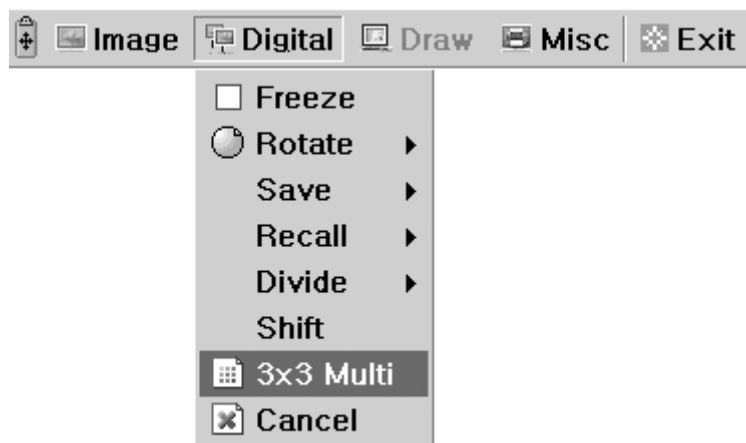 Image Digital Draw Misc Exit
Freeze
Rotate
Save
Recall
Divide
Shift
3x3 Multi
Cancel